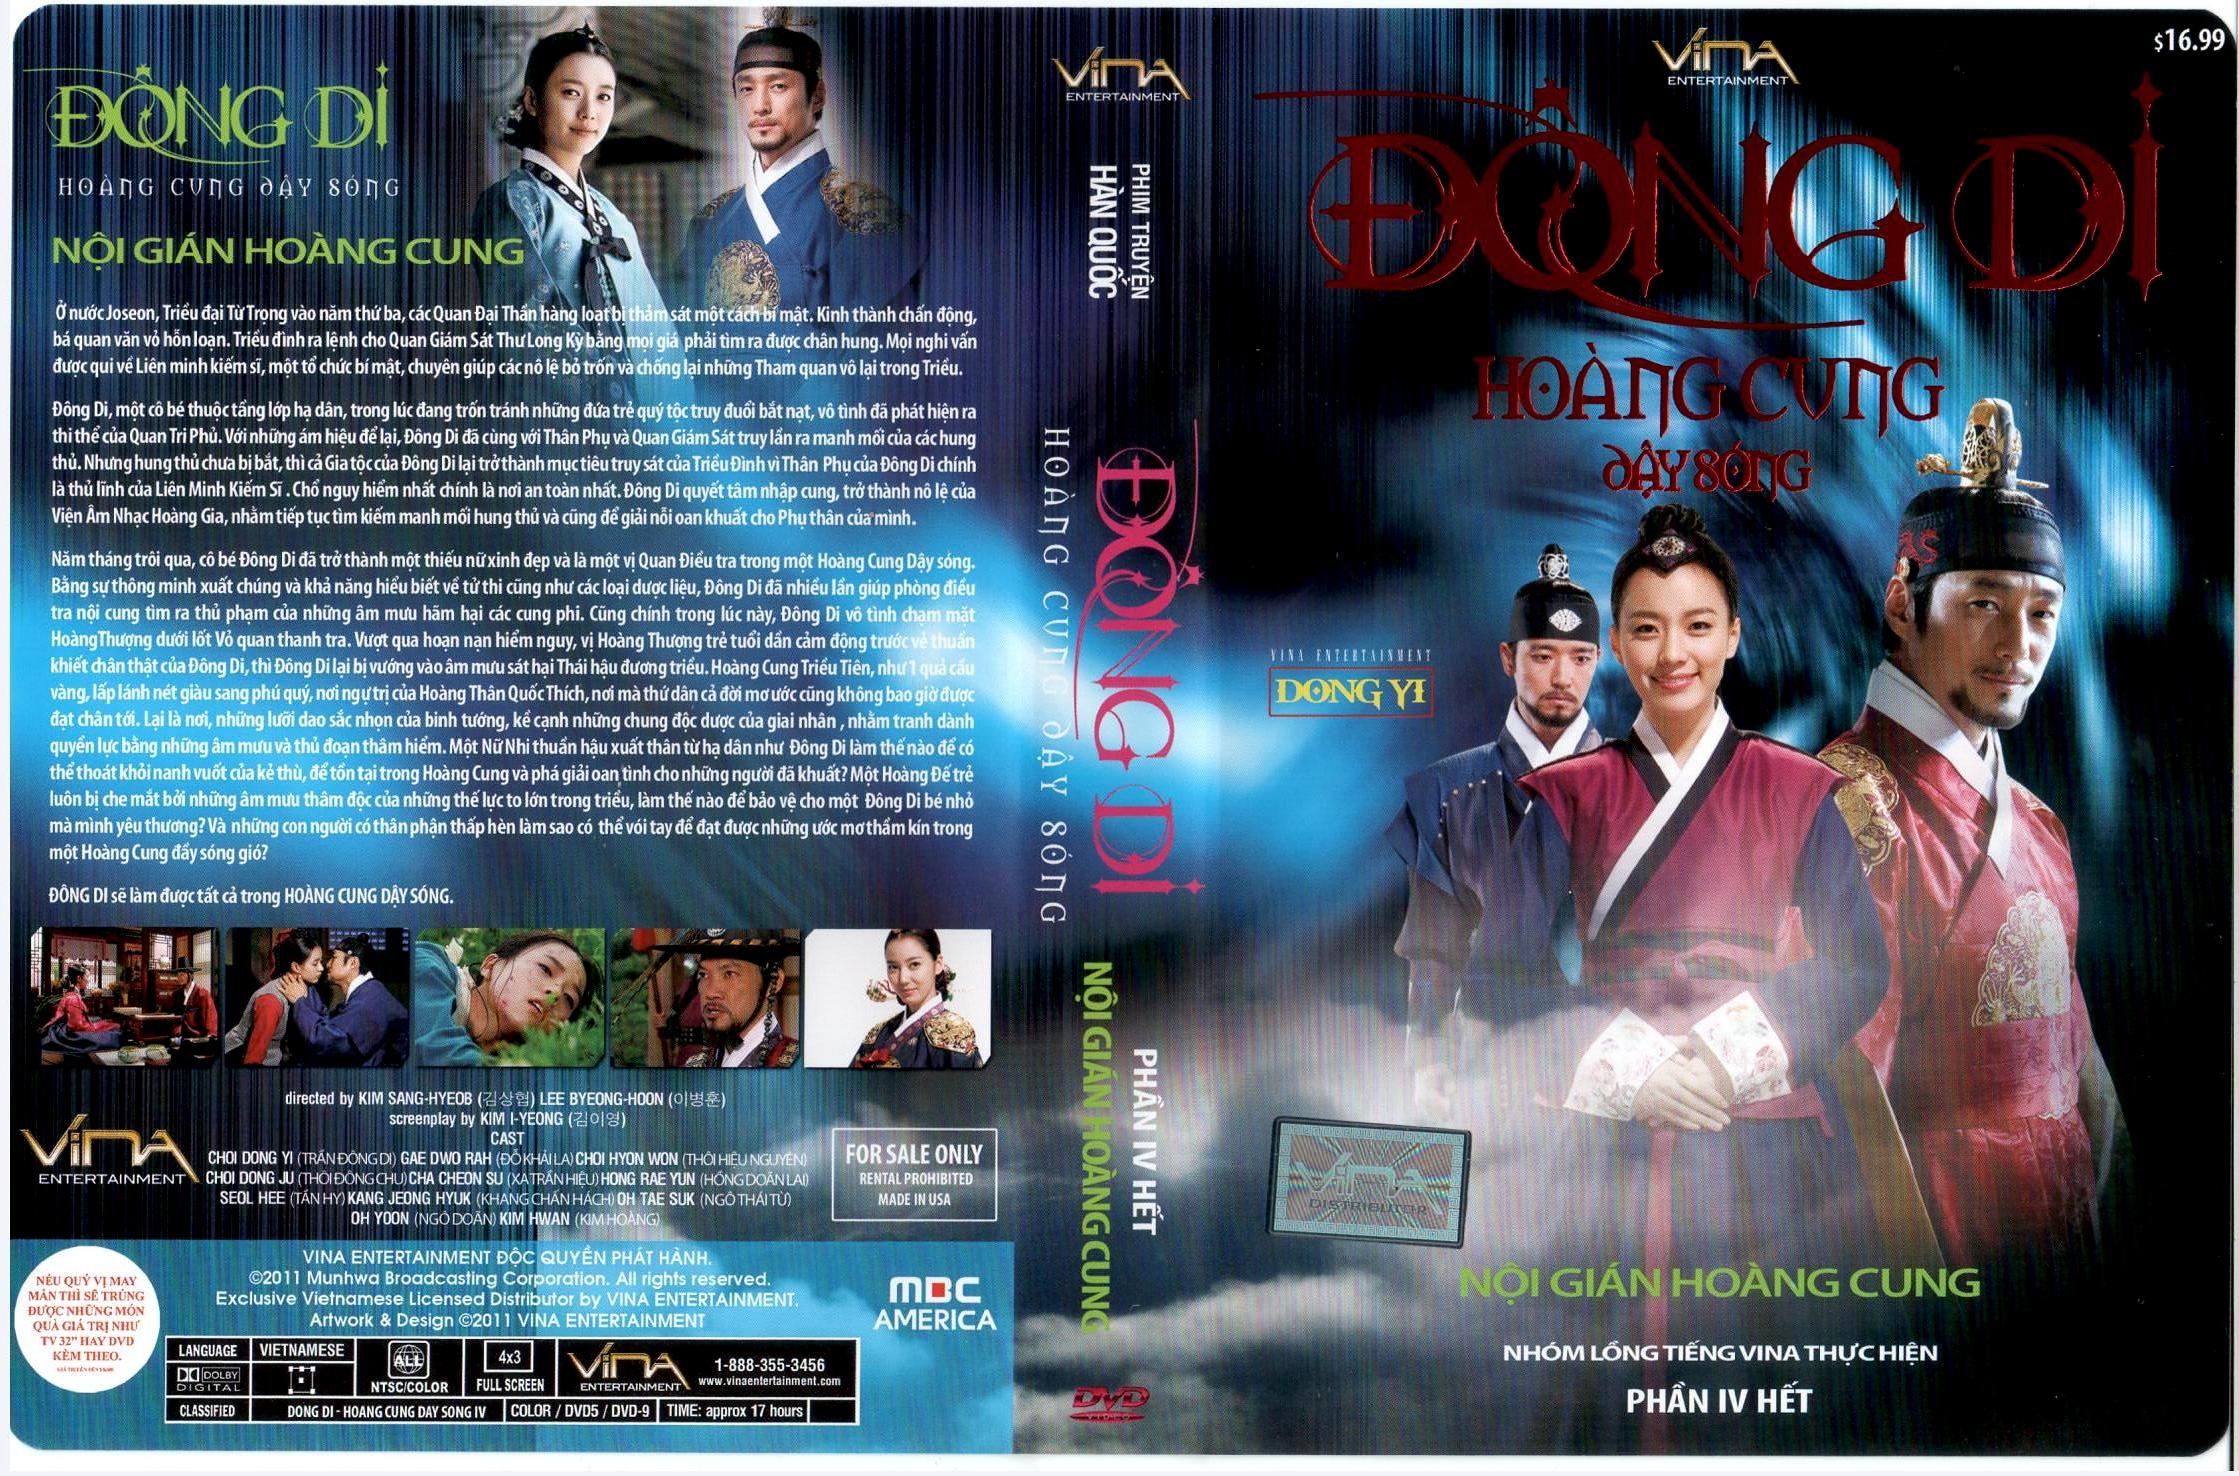 ĐÔNG DI
HOÀNG CUNG DẬY SÓNG
NỘI GIÁN HOÀNG CUNG
Ở nước Joseon, Triều đại Từ Trong vào năm thứ ba, các Quan Đại Thần hàng loạt bị thảm sát một cách bí mật. Kinh thành chấn động,
bá quan văn vỏ hỗn loạn. Triều đình ra lệnh cho Quan Giám Sát Thư Long Kỳ bằng mọi giá phải tìm ra được chân hung. Mọi nghi vấn
được qui về Liên minh kiếm sĩ, một tổ chức bí mật, chuyên giúp các nô lệ bỏ trốn và chống lại những Tham quan vô lại trong Triều.
Đông Di, một cô bé thuộc tầng lớp hạ dân, trong lúc đang trốn tránh những đứa trẻ quý tộc truy đuổi bắt nạt, vô tình đã phát hiện ra
thi thể của Quan Tri Phủ. Với những ám hiệu để lại, Đông Di đã cùng với Thân Phụ và Quan Giám Sát truy lần ra manh mối của các hung
thủ. Nhưng hung thủ chưa bị bắt, thì cả Gia tộc của Đông Di lại trở thành mục tiêu truy sát của Triều Đình vì Thân Phụ của Đông Di chính
là thủ lĩnh của Liên Minh Kiếm Sĩ . Chổ nguy hiểm nhất chính là nơi an toàn nhất. Đông Di quyết tâm nhập cung, trở thành nô lệ của
Viện Âm Nhạc Hoàng Gia, nhằm tiếp tục tìm kiếm manh mối hung thủ và cũng để giải nỗi oan khuất cho Phụ thân của mình.
Năm tháng trôi qua, cô bé Đông Di đã trở thành một thiếu nữ xinh đẹp và là một vị Quan Điều tra trong một Hoàng Cung Dậy sóng.
Bằng sự thông minh xuất chúng và khả năng hiểu biết về tử thi cũng như các loại dược liệu, Đông Di đã nhiều lần giúp phòng điều
tra nội cung tìm ra thủ phạm của những âm mưu hãm hại các cung phi. Cũng chính trong lúc này, Đông Di vô tình chạm mặt
HoàngThượng dưới lốt Vỏ quan thanh tra. Vượt qua hoạn nạn hiểm nguy, vị Hoàng Thượng trẻ tuổi dần cảm động trước vẻ thuần
khiết chân thật của Đông Di, thì Đông Di lại bị vướng vào âm mưu sát hại Thái hậu đương triều. Hoàng Cung Triều Tiên, như 1 quả cầu
vàng, lấp lánh nét giàu sang phú quý, nơi ngự trị của Hoàng Thân Quốc Thích, nơi mà thứ dân cả đời mơ ước cũng không bao giờ được
đạt chân tới. Lại là nơi, những lưỡi dao sắc nhọn của binh tướng, kề cạnh những chung độc dược của giai nhân , nhằm tranh dành
quyền lực bằng những âm mưu và thủ đoạn thâm hiểm. Một Nữ Nhi thuần hậu xuất thân từ hạ dân như Đông Di làm thế nào để có
thể thoát khỏi nanh vuốt của kẻ thù, để tồn tại trong Hoàng Cung và phá giải oan tình cho những người đã khuất? Một Hoàng Đế trẻ
luôn bị che mắt bởi những âm mưu thâm độc của những thế lực to lớn trong triều, làm thế nào để bảo vệ cho một Đông Di bé nhỏ
mà mình yêu thương? Và những con người có thân phận thấp hèn làm sao có thể vói tay để đạt được những ước mơ thầm kín trong
một Hoàng Cung đầy sóng gió?
ĐÔNG DI sẽ làm được tất cả trong HOÀNG CUNG DẬY SÓNG.
directed by KIM SANG-HYEOB (김상협) LEE BYEONG-HOON (이병훈)
screenplay by KIM I-YEONG (김이영)
CAST
CHOI DONG YI (TRẦN ĐÔNG DI) GAE DWO RAH (ĐỖ KHẢI LA) CHOI HYON WON (THÔI HIỆU NGUYÊN)
CHOI DONG JU (THÔI ĐÔNG CHU) CHA CHEON SU (XA TRẦN HIỆU) HONG RAE YUN (HỒNG DOÃN LAI)
SEOL HEE (TẦN HY) KANG JEONG HYUK (KHANG CHẤN HÁCH) OH TAE SUK (NGÔ THÁI TỪ)
OH YOON (NGÔ DOÃN) KIM HWAN (KIM HOÀNG)
VINA
ENTERTAINMENT
FOR SALE ONLY
RENTAL PROHIBITED
MADE IN USA
VINA ENTERTAINMENT ĐỘC QUYỀN PHÁT HÀNH.
©2011 Munhwa Broadcasting Corporation. All rights reserved.
Exclusive Vietnamese Licensed Distributor by VINA ENTERTAINMENT.
Artwork & Design ©2011 VINA ENTERTAINMENT
MBC
AMERICA
NẾU QUÝ VỊ MAY
MẮN THÌ SẼ TRÚNG
ĐƯỢC NHỮNG MÓN
QUÀ GIÁ TRỊ NHƯ
TV 32" HAY DVD
KÈM THEO.
LANGUAGE
VIETNAMESE
DOLBY
DIGITAL
ALL
NTSC/COLOR
4x3
FULL SCREEN
VINA
ENTERTAINMENT
1-888-355-3456
www.vinaentertainment.com
CLASSIFIED
DONG DI - HOANG CUNG DAY SONG IV
COLOR / DVD5 / DVD-9
TIME: approx 17 hours
VINA
ENTERTAINMENT
PHIM TRUYỆN
HÀN QUỐC
ĐÔNG DI
HOÀNG CUNG DẬY SÓNG
PHẦN IV HẾT
NỘI GIÁN HOÀNG CUNG
DVD
VIDEO
VINA
ENTERTAINMENT
$16.99
ĐÔNG DI
HOÀNG CUNG
DẬY SÓNG
VINA ENTERTAINMENT
DONG YI
VINA
DISTRIBUTOR
NỘI GIÁN HOÀNG CUNG
NHÓM LỒNG TIẾNG VINA THỰC HIỆN
PHẦN IV HẾT